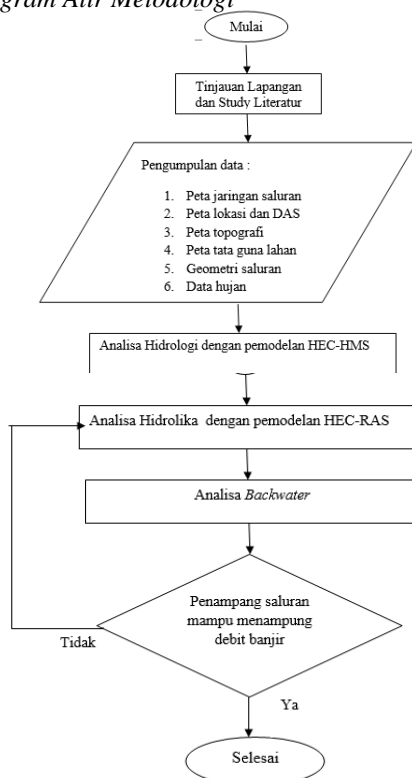 gram Alir Metodologi
Mulai
Tinjauan Lapangan
dan Study Literatur
Pengumpulan data :
1. Peta jaringan saluran
2. Peta lokasi dan DAS
3. Peta topografi
4. Peta tata guna lahan
5. Geometri saluran
6. Data hujan
Analisa Hidrologi dengan pemodelan HEC-HMS
Analisa Hidrolika dengan pemodelan HEC-RAS
Analisa Backwater
Penampang saluran
mampu menampung
debit banjir
Tidak
Ya
Selesai